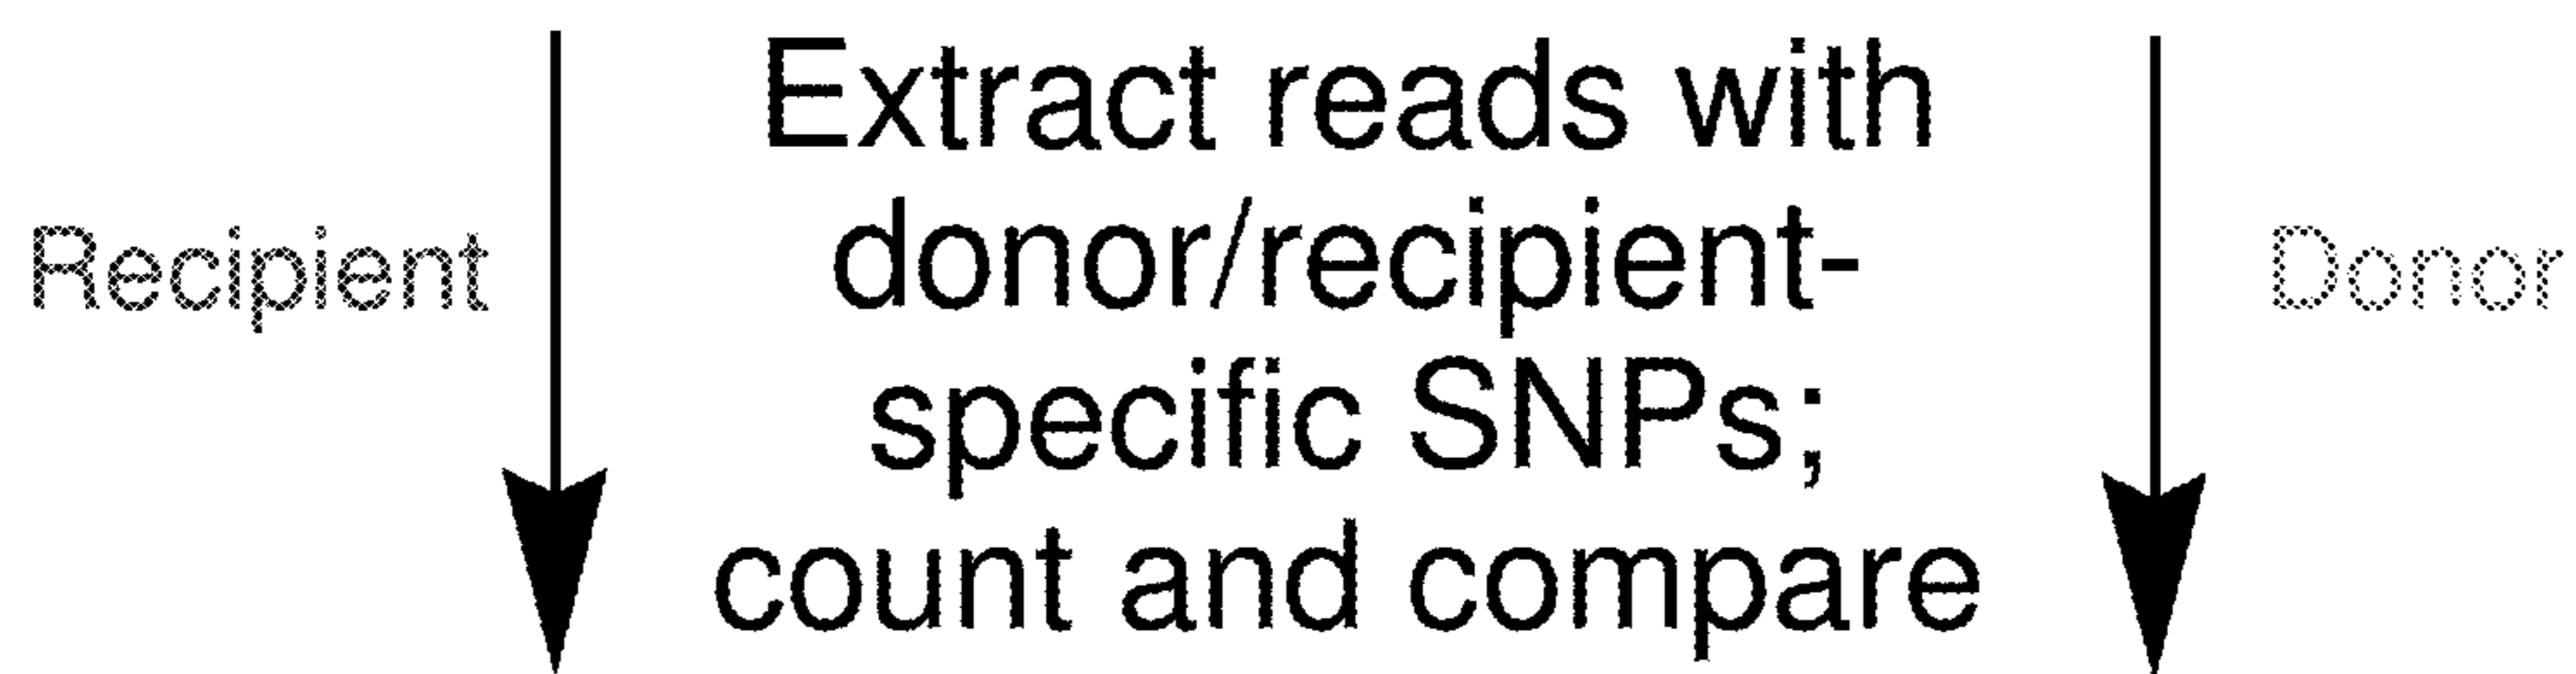 Recipient
Extract reads with
donor/recipient-
specific SNPs;
count and compare
Donor